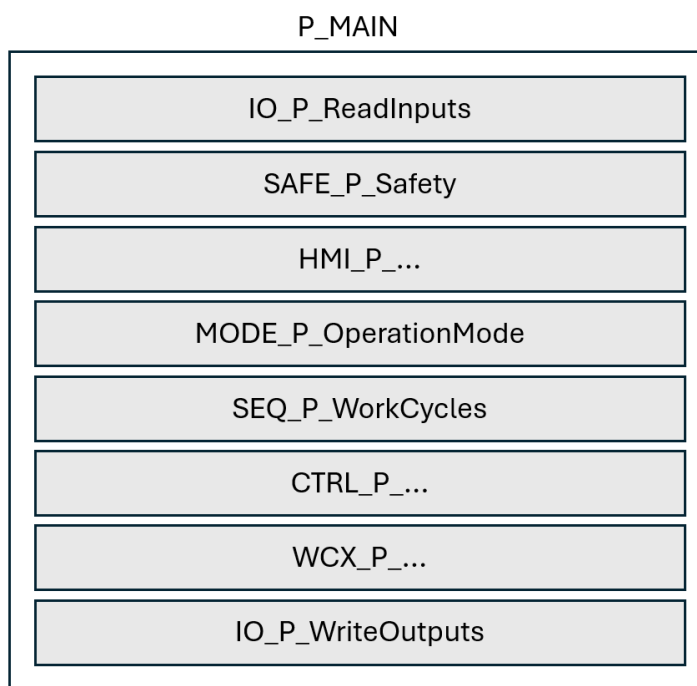 P_MAIN
IO_P_ReadInputs
SAFE_P_Safety
HMI_P_...
MODE_P_OperationMode
SEQ_P_WorkCycles
CTRL_P_...
WCX_P_...
IO_P_WriteOutputs